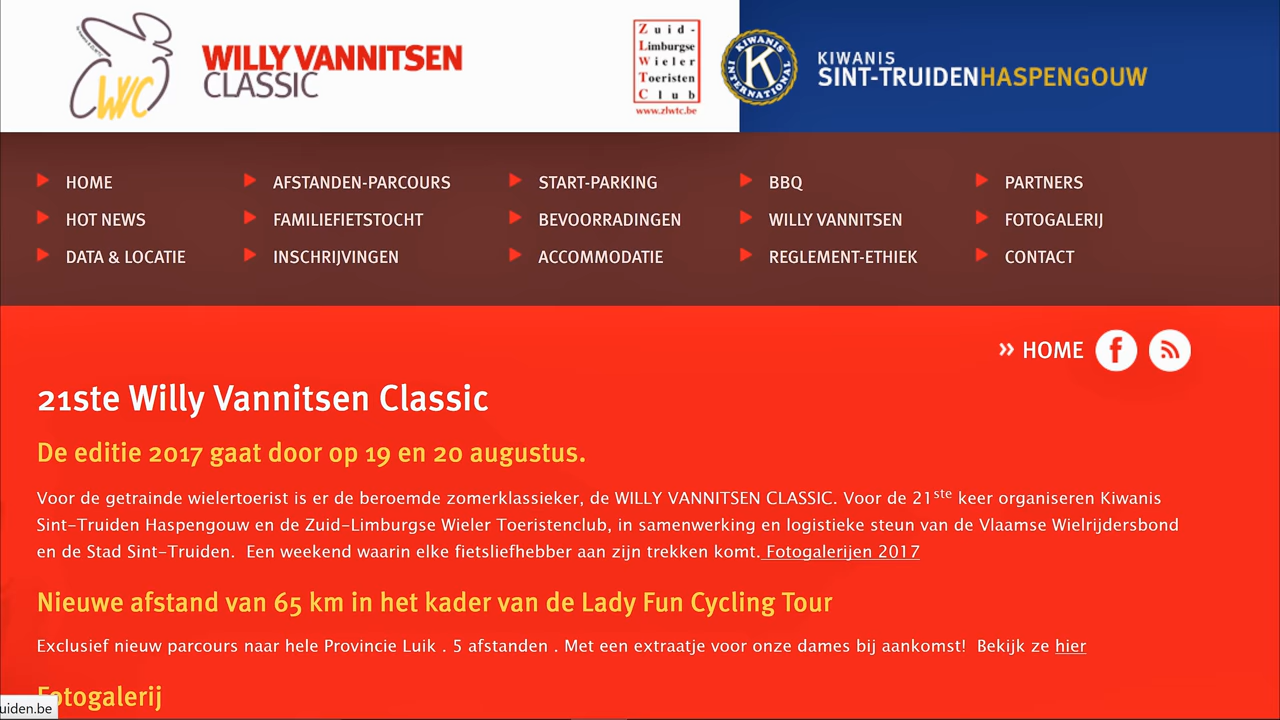 WVC
WILLY VANNITSEN
CLASSIC
Zuid-
Limburgse
Wieler
Toeristen
Club
www.zlwtc.be
KIWANIS
INTERNATIONAL
K
KIWANIS
SINT-TRUIDENHASPENGOUW
HOME
AFSTANDEN-PARCOURS
START-PARKING
BBQ
PARTNERS
HOT NEWS
FAMILIEFIETSTOCHT
BEVOORRADINGEN
WILLY VANNITSEN
FOTOGALERIJ
DATA & LOCATIE
INSCHRIJVINGEN
ACCOMMODATIE
REGLEMENT-ETHIEK
CONTACT
HOME
21ste Willy Vannitsen Classic
De editie 2017 gaat door op 19 en 20 augustus.
Voor de getrainde wielertoerist is er de beroemde zomerklassieker, de WILLY VANNITSEN CLASSIC. Voor de 21ste keer organiseren Kiwanis
Sint-Truiden Haspengouw en de Zuid-Limburgse Wieler Toeristenclub, in samenwerking en logistieke steun van de Vlaamse Wielrijdersbond
en de Stad Sint-Truiden. Een weekend waarin elke fietsliefhebber aan zijn trekken komt. Fotogalerijen 2017
Nieuwe afstand van 65 km in het kader van de Lady Fun Cycling Tour
Exclusief nieuw parcours naar hele Provincie Luik . 5 afstanden . Met een extraatje voor onze dames bij aankomst! Bekijk ze hier
Fotogalerij
uiden.be